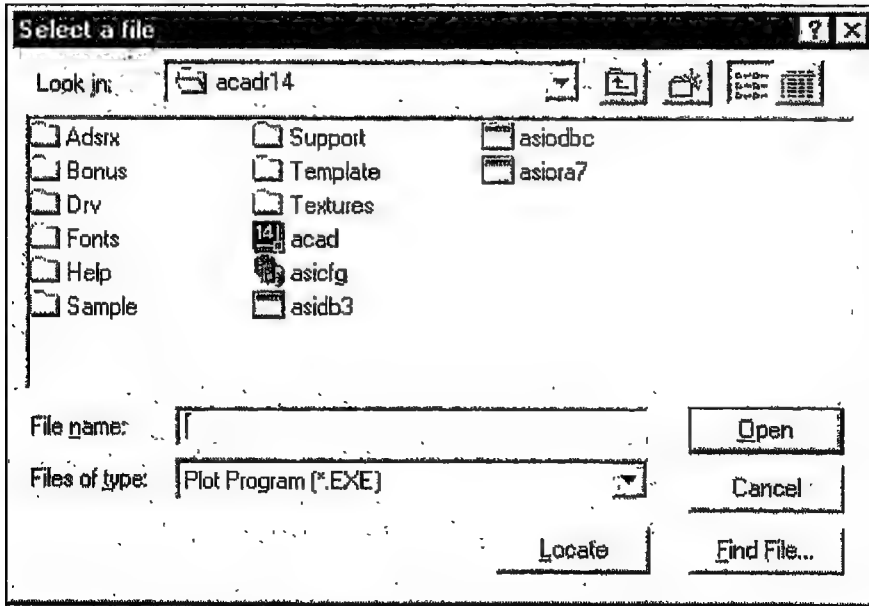 Select a file
Look in: acadr14
Adsrx Support asiodbc
Bonus Template asiora7
Drv Textures
Fonts acad
Help asicfg
Sample asidb3
File name: Open
Files of type: Plot Program (*.EXE) Cancel
Locate Find File...